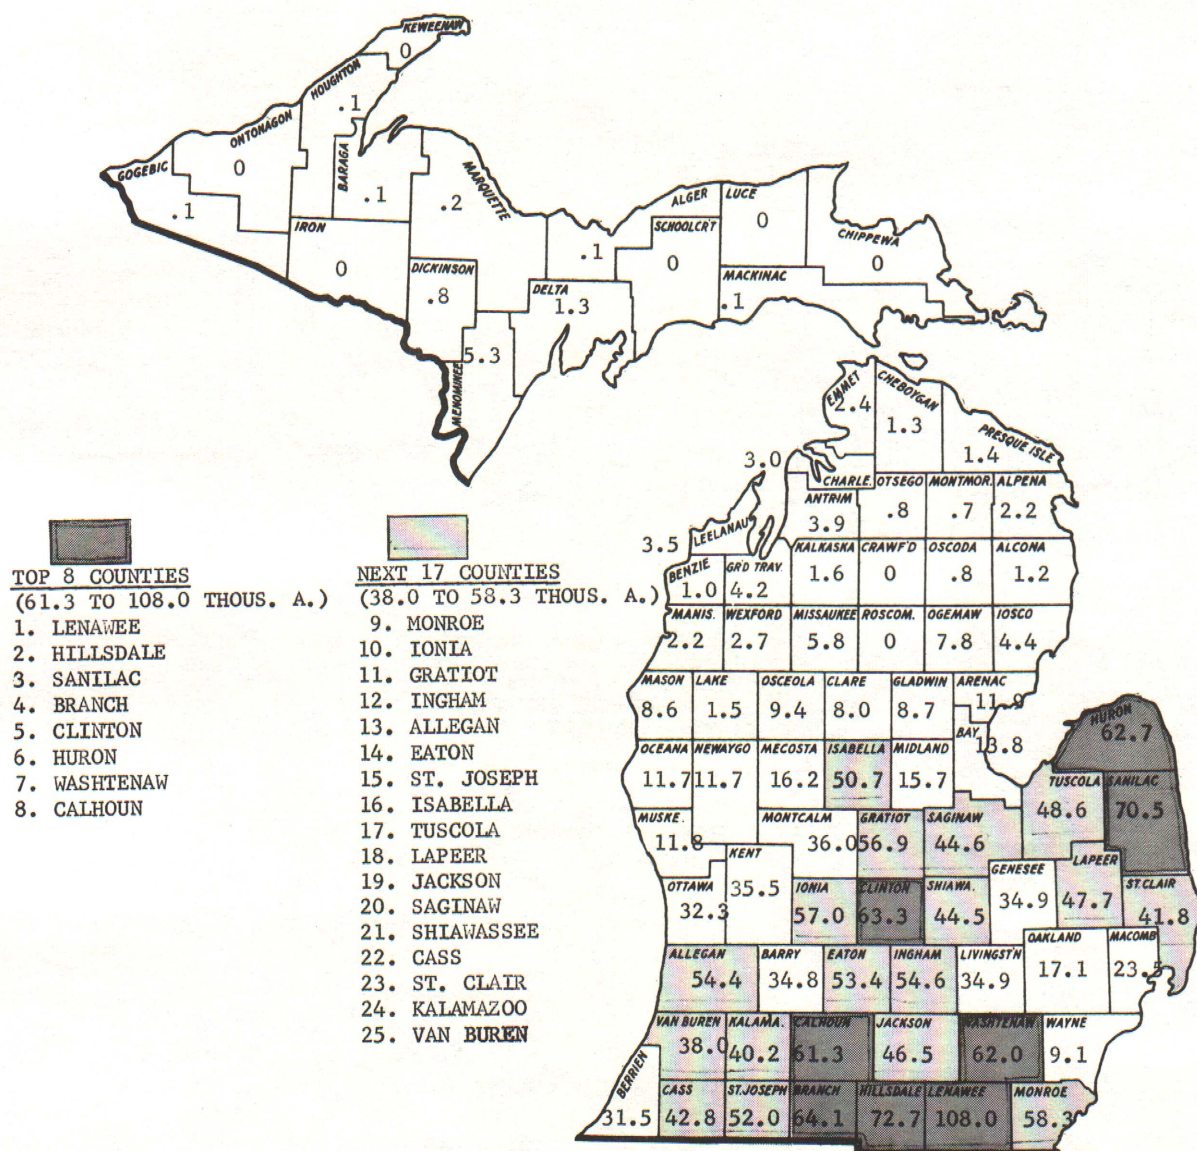 KEWEENAW
0
HOUGHTON
.1
ONTONAGON
0
GOGEBIC
.1
BARAGA
.1
MARQUETTE
.2
IRON
0
DICKINSON
.8
ALGER
.1
LUCE
0
SCHOOLCR'T
0
CHIPPEWA
0
MACKINAC
.1
DELTA
1.3
MENOMINEE
5.3
EMMET
2.4
CHEBOYGAN
1.3
PRESQUE ISLE
1.4
3.0
CHARLE. OTSEGO MONTMOR. ALPENA
.8 .7 2.2
ANTRIM
3.9
LEELANAU
3.5
KALKASKA CRAWF'D OSCODA ALCONA
1.6 0 .8 1.2
BENZIE GR'D TRAV.
1.0 4.2
MANIS. WEXFORD MISSAUKEE ROSCOM. OGEMAW IOSCO
2.2 2.7 5.8 0 7.8 4.4
MASON LAKE OSCEOLA CLARE GLADWIN ARENAC
8.6 1.5 9.4 8.0 8.7 11.9
HURON
62.7
BAY
13.8
OCEANA NEWAYGO MECOSTA ISABELLA MIDLAND
11.7 11.7 16.2 50.7 15.7
TUSCOLA SANILAC
48.6 70.5
MUSKE. MONTCALM GRATIOT SAGINAW
11.8 36.0 56.9 44.6
KENT
35.5
GENESEE LAPEER
34.9 47.7
OTTAWA IONIA CLINTON SHIAWA. ST.CLAIR
32.3 57.0 63.3 44.5 41.8
OAKLAND MACOMB
17.1 23.5
ALLEGAN BARRY EATON INGHAM LIVINGST'N
54.4 34.8 53.4 54.6 34.9
VAN BUREN KALAMA. CALHOUN JACKSON WASHTENAW WAYNE
38.0 40.2 61.3 46.5 62.0 9.1
BERRIEN CASS ST.JOSEPH BRANCH HILLSDALE LENAWEE MONROE
31.5 42.8 52.0 64.1 72.7 108.0 58.3
TOP 8 COUNTIES
(61.3 TO 108.0 THOUS. A.)
1. LENAWEE
2. HILLSDALE
3. SANILAC
4. BRANCH
5. CLINTON
6. HURON
7. WASHTENAW
8. CALHOUN
NEXT 17 COUNTIES
(38.0 TO 58.3 THOUS. A.)
9. MONROE
10. IONIA
11. GRATIOT
12. INGHAM
13. ALLEGAN
14. EATON
15. ST. JOSEPH
16. ISABELLA
17. TUSCOLA
18. LAPEER
19. JACKSON
20. SAGINAW
21. SHIAWASSEE
22. CASS
23. ST. CLAIR
24. KALAMAZOO
25. VAN BUREN